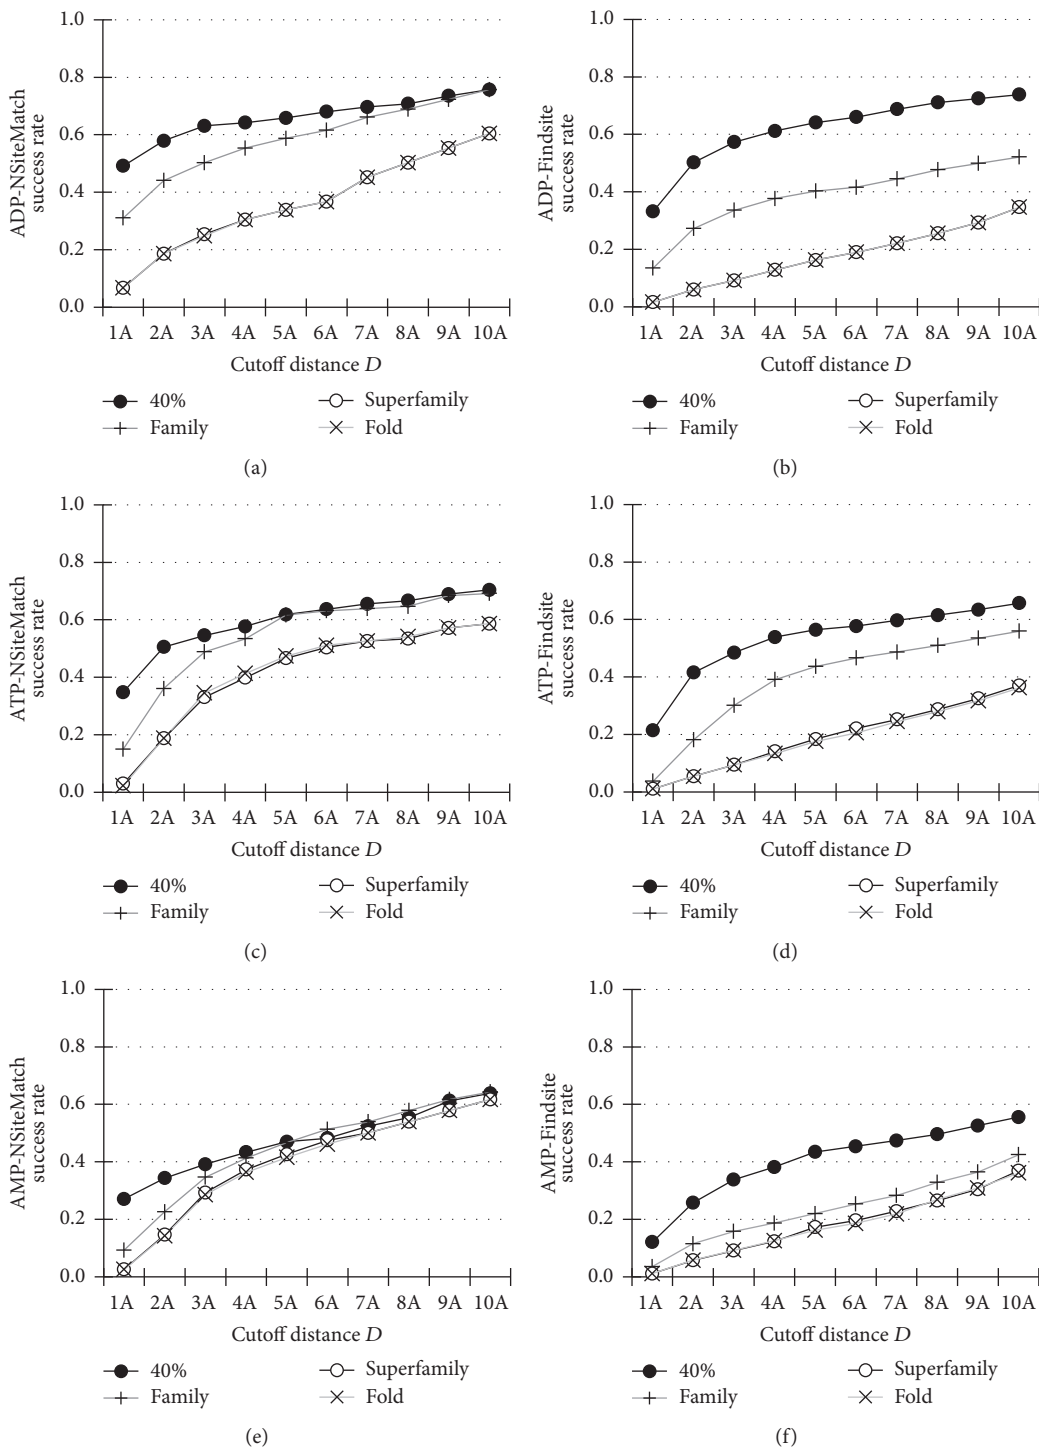 ADP-NSiteMatch
success rate
1.0
0.8
0.6
0.4
0.2
0.0
1A 2A 3A 4A 5A 6A 7A 8A 9A 10A
Cutoff distance D
40%
Family
Superfamily
Fold
(a)
ADP-Findsite
success rate
1.0
0.8
0.6
0.4
0.2
0.0
1A 2A 3A 4A 5A 6A 7A 8A 9A 10A
Cutoff distance D
40%
Family
Superfamily
Fold
(b)
ATP-NSiteMatch
success rate
1.0
0.8
0.6
0.4
0.2
0.0
1A 2A 3A 4A 5A 6A 7A 8A 9A 10A
Cutoff distance D
40%
Family
Superfamily
Fold
(c)
ATP-Findsite
success rate
1.0
0.8
0.6
0.4
0.2
0.0
1A 2A 3A 4A 5A 6A 7A 8A 9A 10A
Cutoff distance D
40%
Family
Superfamily
Fold
(d)
AMP-NSiteMatch
success rate
1.0
0.8
0.6
0.4
0.2
0.0
1A 2A 3A 4A 5A 6A 7A 8A 9A 10A
Cutoff distance D
40%
Family
Superfamily
Fold
(e)
AMP-Findsite
success rate
1.0
0.8
0.6
0.4
0.2
0.0
1A 2A 3A 4A 5A 6A 7A 8A 9A 10A
Cutoff distance D
40%
Family
Superfamily
Fold
(f)